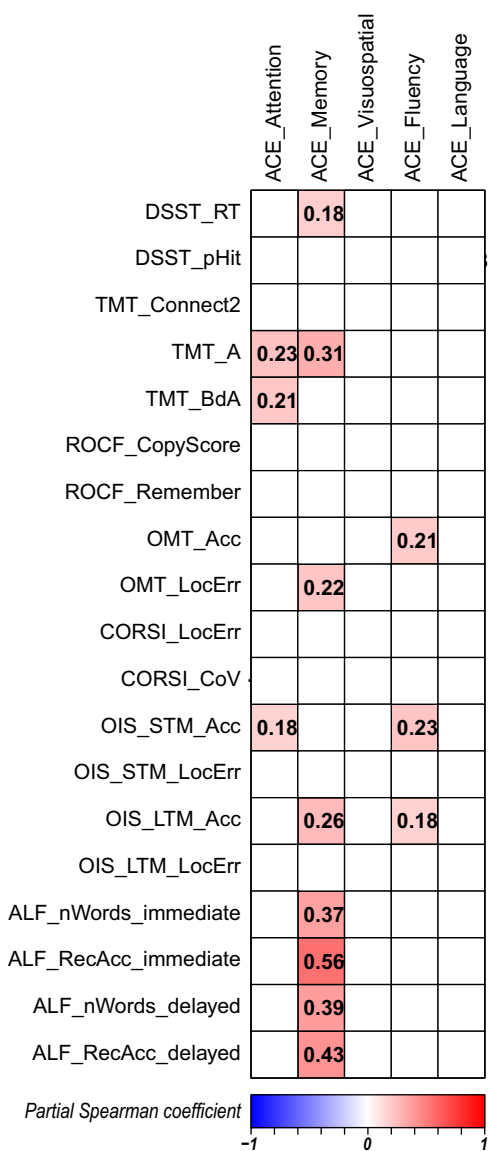 ACE_Attention
ACE_Memory
ACE_Visuospatial
ACE_Fluency
ACE_Language
DSST_RT 0.18
DSST_pHit
TMT_Connect2
TMT_A 0.23 0.31
TMT_BdA 0.21
ROCF_CopyScore
ROCF_Remember
OMT_Acc 0.21
OMT_LocErr 0.22
CORSI_LocErr
CORSI_CoV
OIS_STM_Acc 0.18 0.23
OIS_STM_LocErr
OIS_LTM_Acc 0.26 0.18
OIS_LTM_LocErr
ALF_nWords_immediate 0.37
ALF_RecAcc_immediate 0.56
ALF_nWords_delayed 0.39
ALF_RecAcc_delayed 0.43
Partial Spearman coefficient
−1 0 1